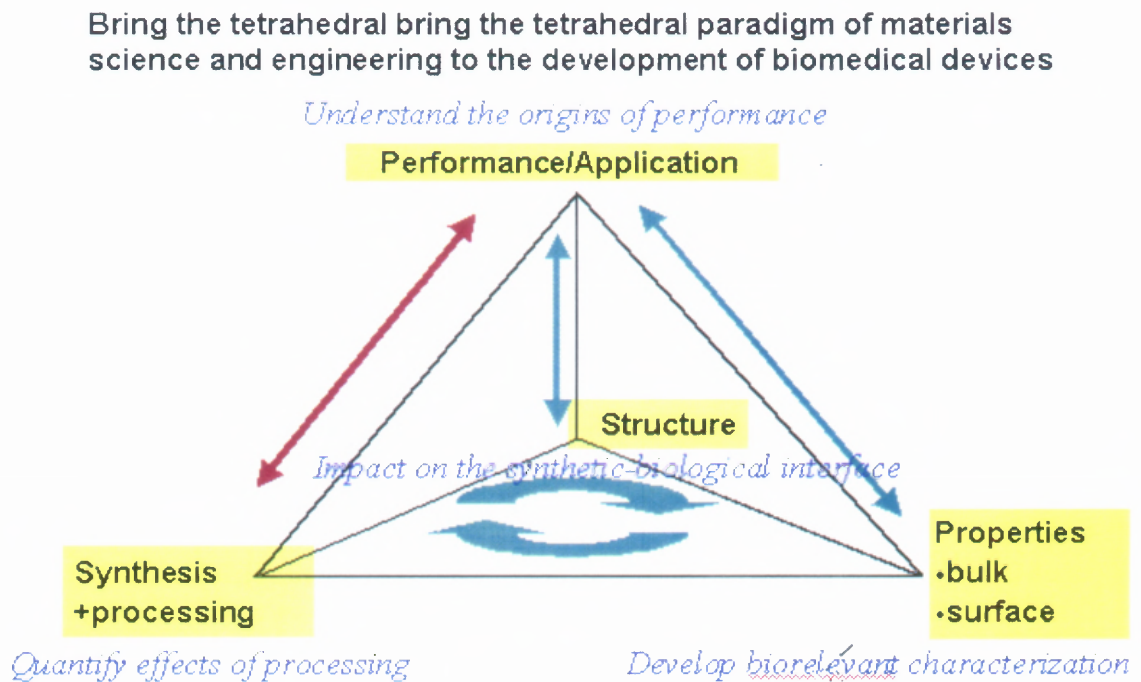 Bring the tetrahedral bring the tetrahedral paradigm of materials
science and engineering to the development of biomedical devices
Understand the origins of performance
Performance/Application
Structure
Impact on the synthetic-biological interface
Synthesis
+processing
Properties
•bulk
•surface
Quantify effects of processing
Develop biorelevant characterization